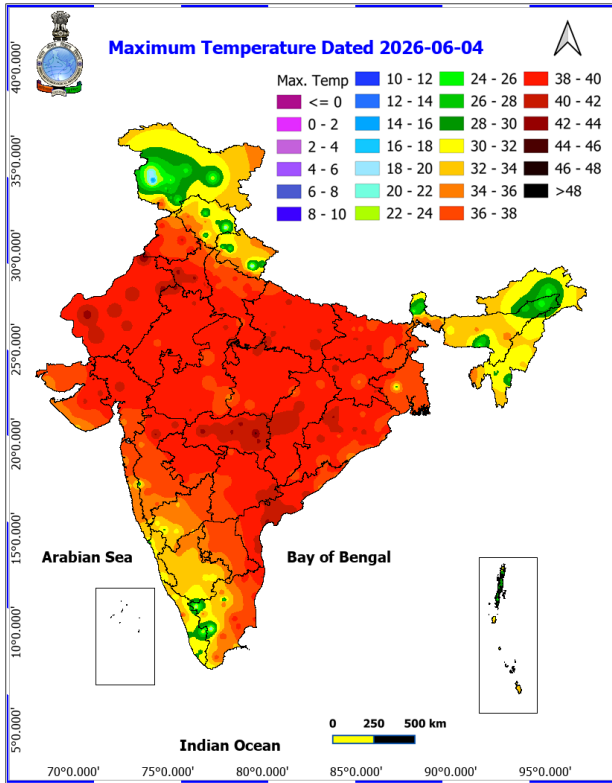 Maximum Temperature Dated 2026-06-04
Max. Temp
<= 0
0 - 2
2 - 4
4 - 6
6 - 8
8 - 10
10 - 12
12 - 14
14 - 16
16 - 18
18 - 20
20 - 22
22 - 24
24 - 26
26 - 28
28 - 30
30 - 32
32 - 34
34 - 36
36 - 38
38 - 40
40 - 42
42 - 44
44 - 46
46 - 48
>48
40°0.000'
35°0.000'
30°0.000'
25°0.000'
20°0.000'
15°0.000'
10°0.000'
5°0.000'
Arabian Sea
Bay of Bengal
Indian Ocean
0 250 500 km
70°0.000' 75°0.000' 80°0.000' 85°0.000' 90°0.000' 95°0.000'